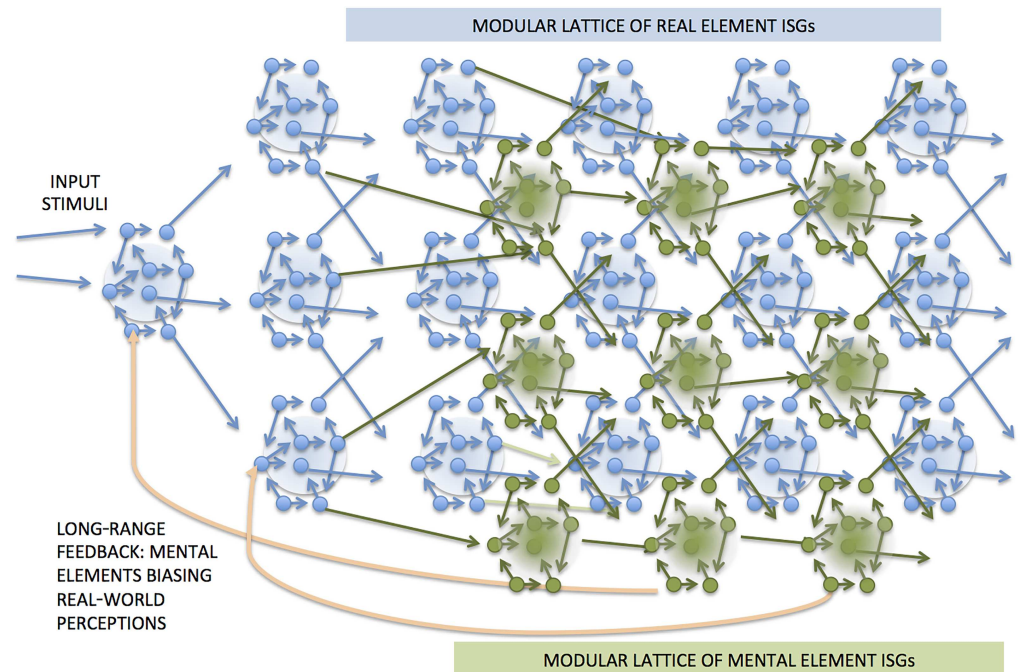 MODULAR LATTICE OF REAL ELEMENT ISGs
INPUT
STIMULI
LONG-RANGE
FEEDBACK: MENTAL
ELEMENTS BIASING
REAL-WORLD
PERCEPTIONS
MODULAR LATTICE OF MENTAL ELEMENT ISGs